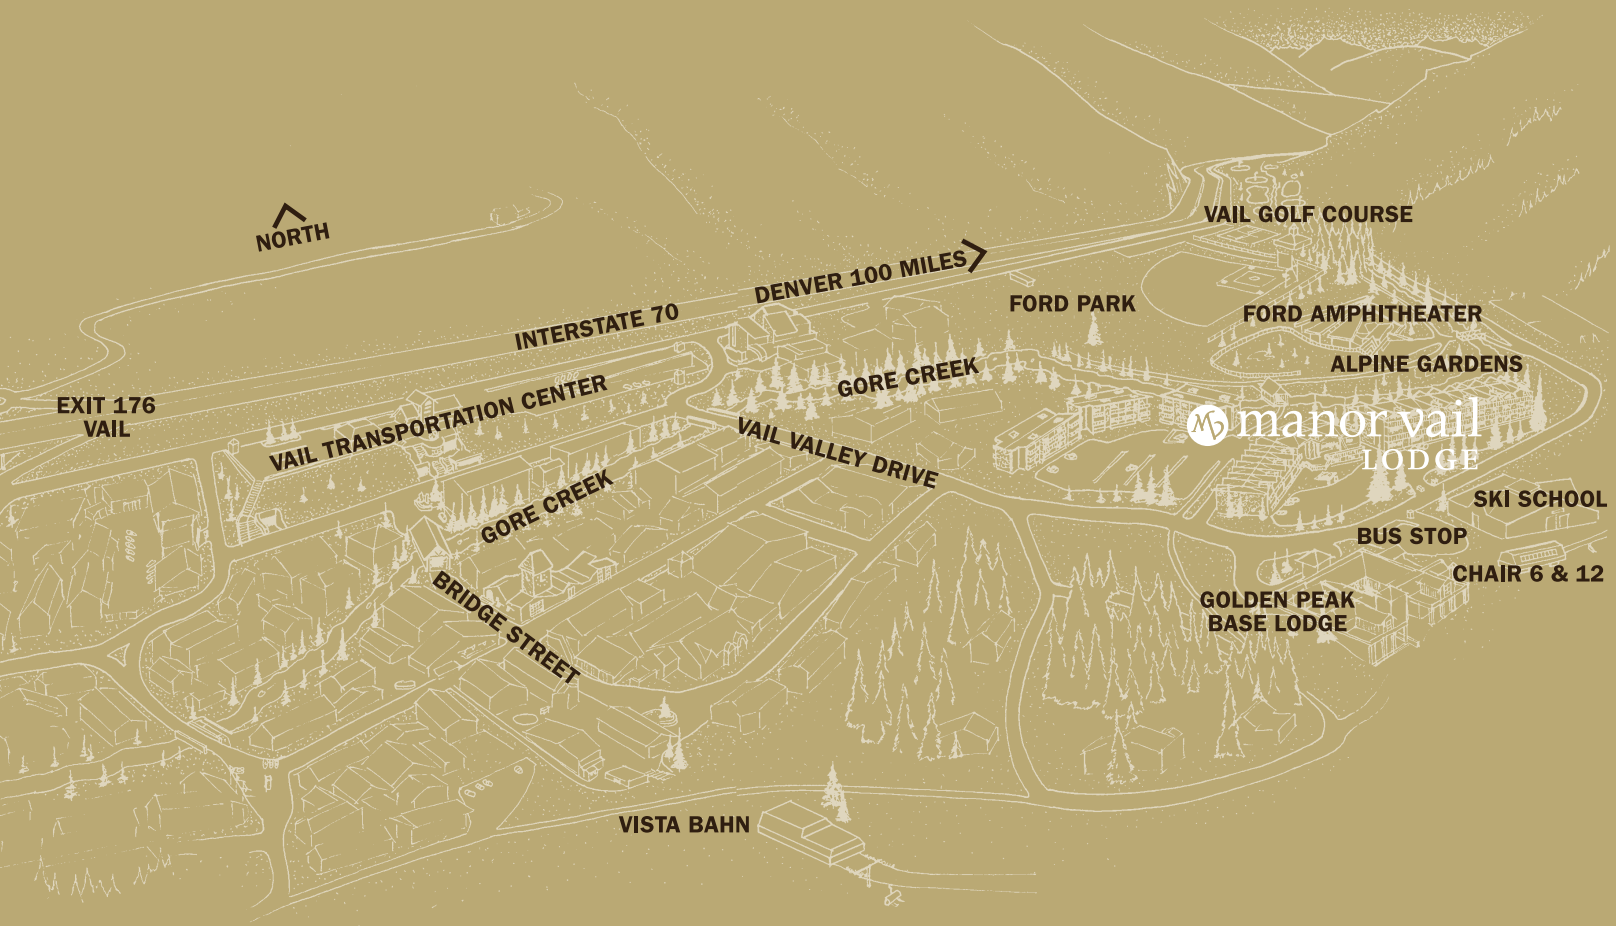 VAIL GOLF COURSE
NORTH
DENVER 100 MILES
FORD PARK
INTERSTATE 70
FORD AMPHITHEATER
ALPINE GARDENS
GORE CREEK
EXIT 176
VAIL
VAIL TRANSPORTATION CENTER
manor vail
LODGE
VAIL VALLEY DRIVE
GORE CREEK
SKI SCHOOL
BUS STOP
CHAIR 6 & 12
BRIDGE STREET
GOLDEN PEAK
BASE LODGE
VISTA BAHN